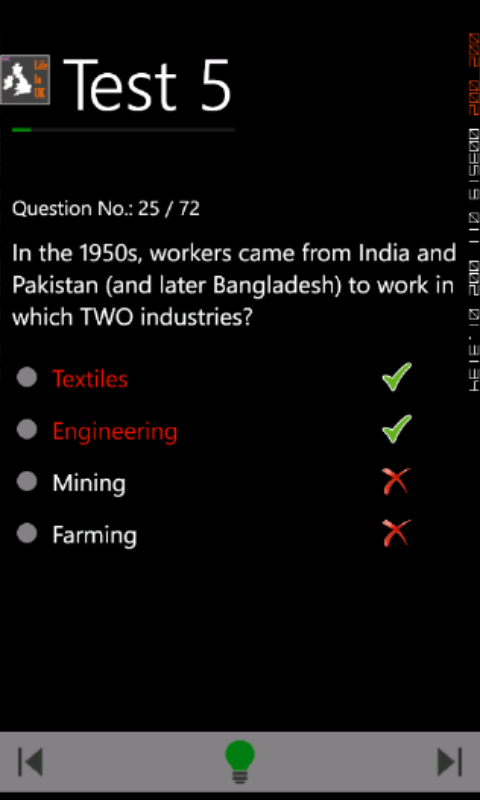 Life
In
UK
Test 5
Question No.: 25 / 72
In the 1950s, workers came from India and
Pakistan (and later Bangladesh) to work in
which TWO industries?
Textiles
Engineering
Mining
Farming